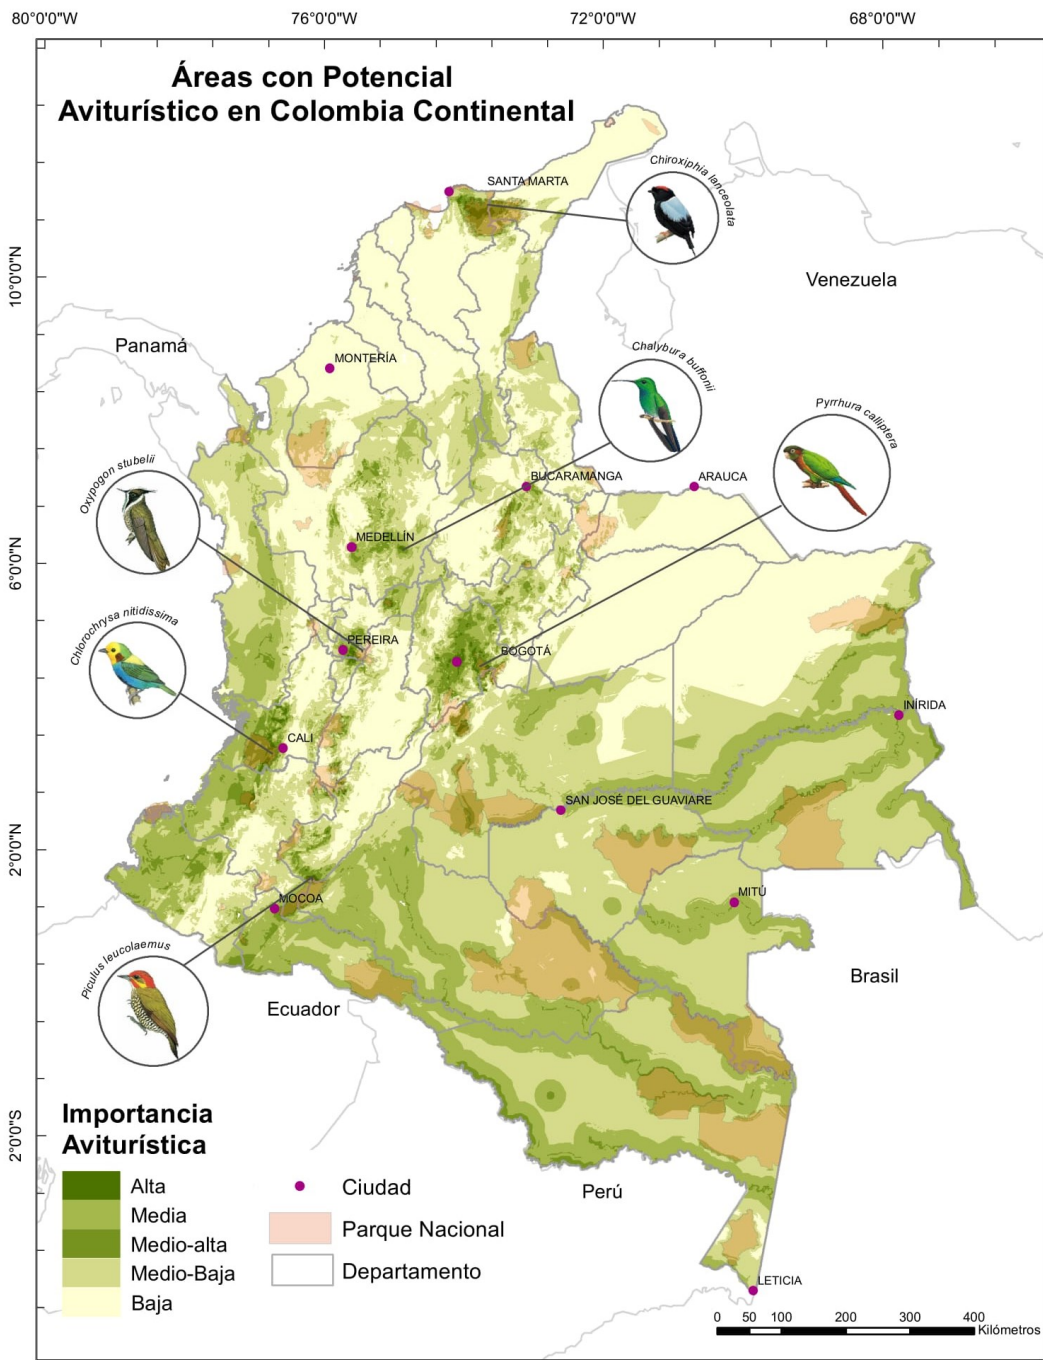 80°0'0"W
76°0'0"W
72°0'0"W
68°0'0"W
Áreas con Potencial
Aviturístico en Colombia Continental
SANTA MARTA
Chiroxiphia lanceolata
10°0'0"N
Venezuela
Panamá
MONTERÍA
Chalybura buffonii
Pyrrhura calliptera
Oxypogon stubelii
BUCARAMANGA
ARAUCA
MEDELLÍN
6°0'0"N
Chlorochrysa nitidissima
PEREIRA
BOGOTÁ
INÍRIDA
CALI
SAN JOSÉ DEL GUAVIARE
2°0'0"N
MOCOA
MITÚ
Piculus leucolaemus
Brasil
Ecuador
2°0'0"S
Importancia
Aviturística
Alta
Media
Medio-alta
Medio-Baja
Baja
Ciudad
Parque Nacional
Departamento
Perú
LETICIA
0 50 100 200 300 400
Kilómetros